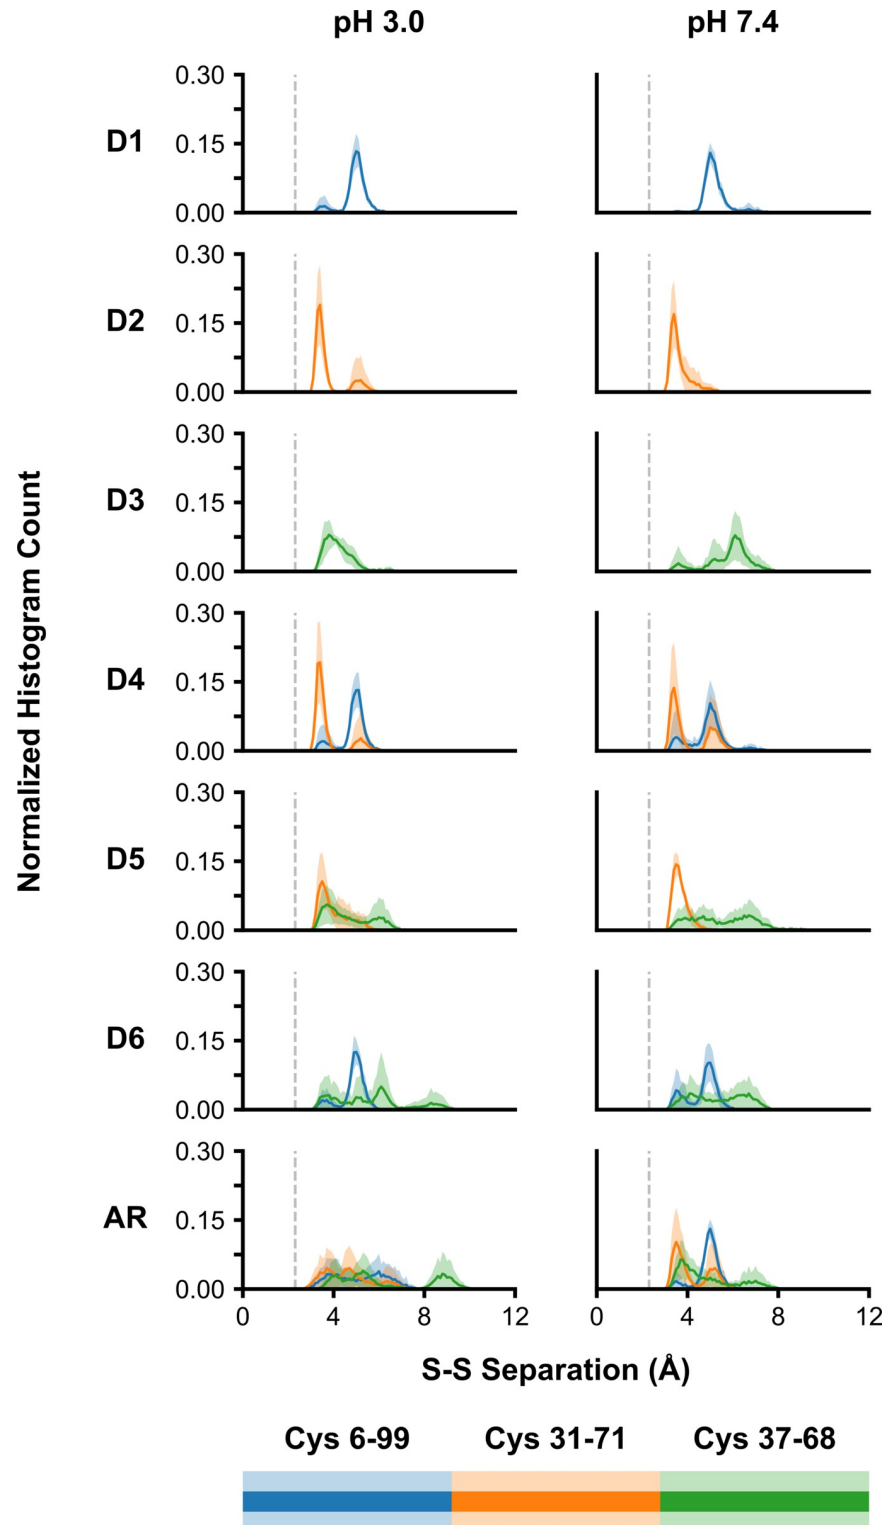 pH 3.0 pH 7.4
0.30
D1 0.15
0.00
0.30
D2 0.15
0.00
0.30
D3 0.15
0.00
Normalized Histogram Count
0.30
D4 0.15
0.00
0.30
D5 0.15
0.00
0.30
D6 0.15
0.00
0.30
AR 0.15
0.00
0 4 8 12 0 4 8 12
S-S Separation (Å)
Cys 6-99 Cys 31-71 Cys 37-68